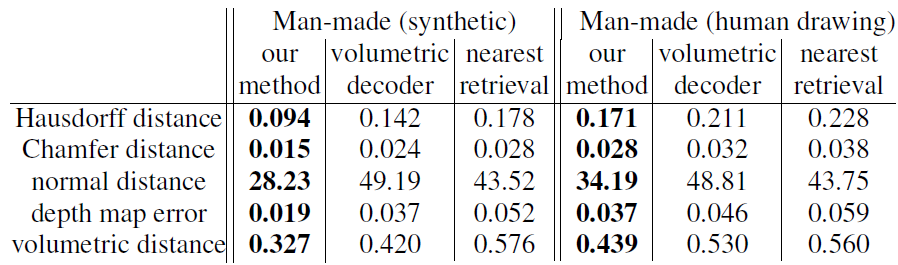 Man-made (synthetic) Man-made (human drawing)
our volumetric nearest our volumetric nearest
method decoder retrieval method decoder retrieval
Hausdorff distance 0.094 0.142 0.178 0.171 0.211 0.228
Chamfer distance 0.015 0.024 0.028 0.028 0.032 0.038
normal distance 28.23 49.19 43.52 34.19 48.81 43.75
depth map error 0.019 0.037 0.052 0.037 0.046 0.059
volumetric distance 0.327 0.420 0.576 0.439 0.530 0.560